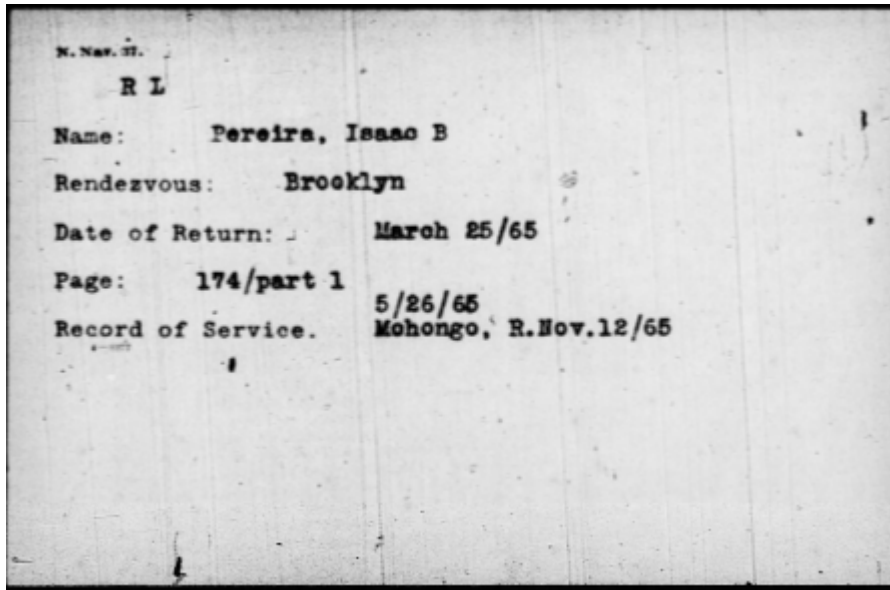 N. Nav. 37.
R L
Name: Pereira, Isaac B
Rendezvous: Brooklyn
Date of Return: March 25/65
Page: 174/part 1
5/26/65
Record of Service. Mohongo, R.Nov.12/65